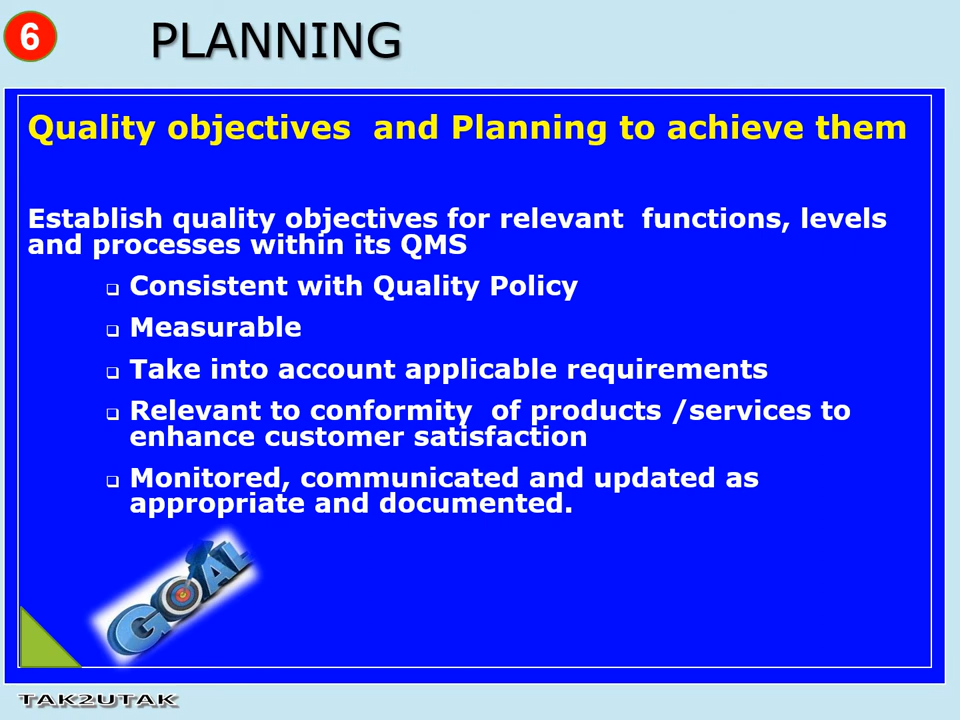 6
PLANNING
Quality objectives and Planning to achieve them
Establish quality objectives for relevant functions, levels
and processes within its QMS
Consistent with Quality Policy
Measurable
Take into account applicable requirements
Relevant to conformity of products /services to
enhance customer satisfaction
Monitored, communicated and updated as
appropriate and documented.
GOAL
TAK2UTAK